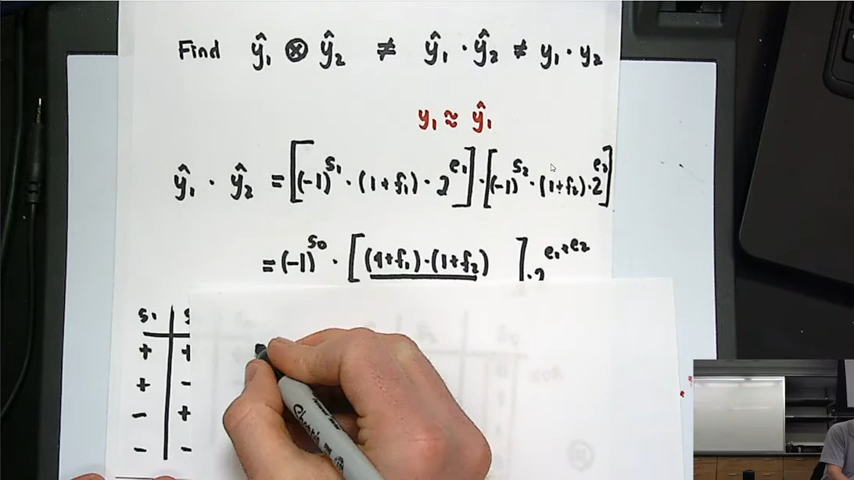 Find ŷ₁ ⊗ ŷ₂ ≠ ŷ₁ · ŷ₂ ≠ y₁ · y₂
y₁ ≈ ŷ₁
ŷ₁ · ŷ₂ = [(-1)^s₁ · (1+f₁) · 2^e₁] · [(-1)^s₂ · (1+f₂) · 2^e₂]
= (-1)^s₀ · [(1+f₁) · (1+f₂)] · 2^(e₁+e₂)
s₁ | s
+ | +
+ | -
- | +
- | -
Sharpie